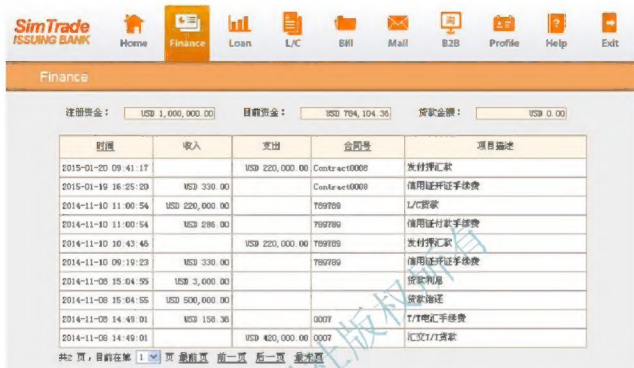 SimTrade
ISSUING BANK
Home Finance Loan L/C Bill Mail B2B Profile Help Exit
Finance
注册资金： USD 1,000,000.00 目前资金： USD 784,104.36 贷款金额： USD 0.00
时间 收入 支出 合同号 项目描述
2015-01-20 09:41:17 USD 220,000.00 Contract0008 发付押汇款
2015-01-19 16:25:20 USD 330.00 Contract0008 信用证开证手续费
2014-11-10 11:00:54 USD 220,000.00 789789 L/C货款
2014-11-10 11:00:54 USD 286.00 789789 信用证付款手续费
2014-11-10 10:43:45 USD 220,000.00 789789 发付押汇款
2014-11-10 09:19:23 USD 330.00 789789 信用证开证手续费
2014-11-08 15:04:55 USD 3,000.00 贷款利息
2014-11-08 15:04:55 USD 500,000.00 贷款偿还
2014-11-08 14:49:01 USD 158.36 0007 T/T电汇手续费
2014-11-08 14:49:01 USD 420,000.00 0007 汇交T/T货款
共2 页，目前在第 1 页 最前页 前一页 后一页 最末页
社版权所有